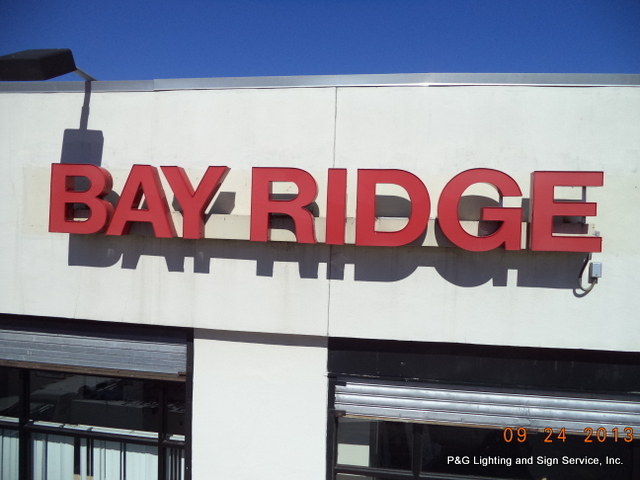 BAY RIDGE
09 24 2013
P&G Lighting and Sign Service, Inc.